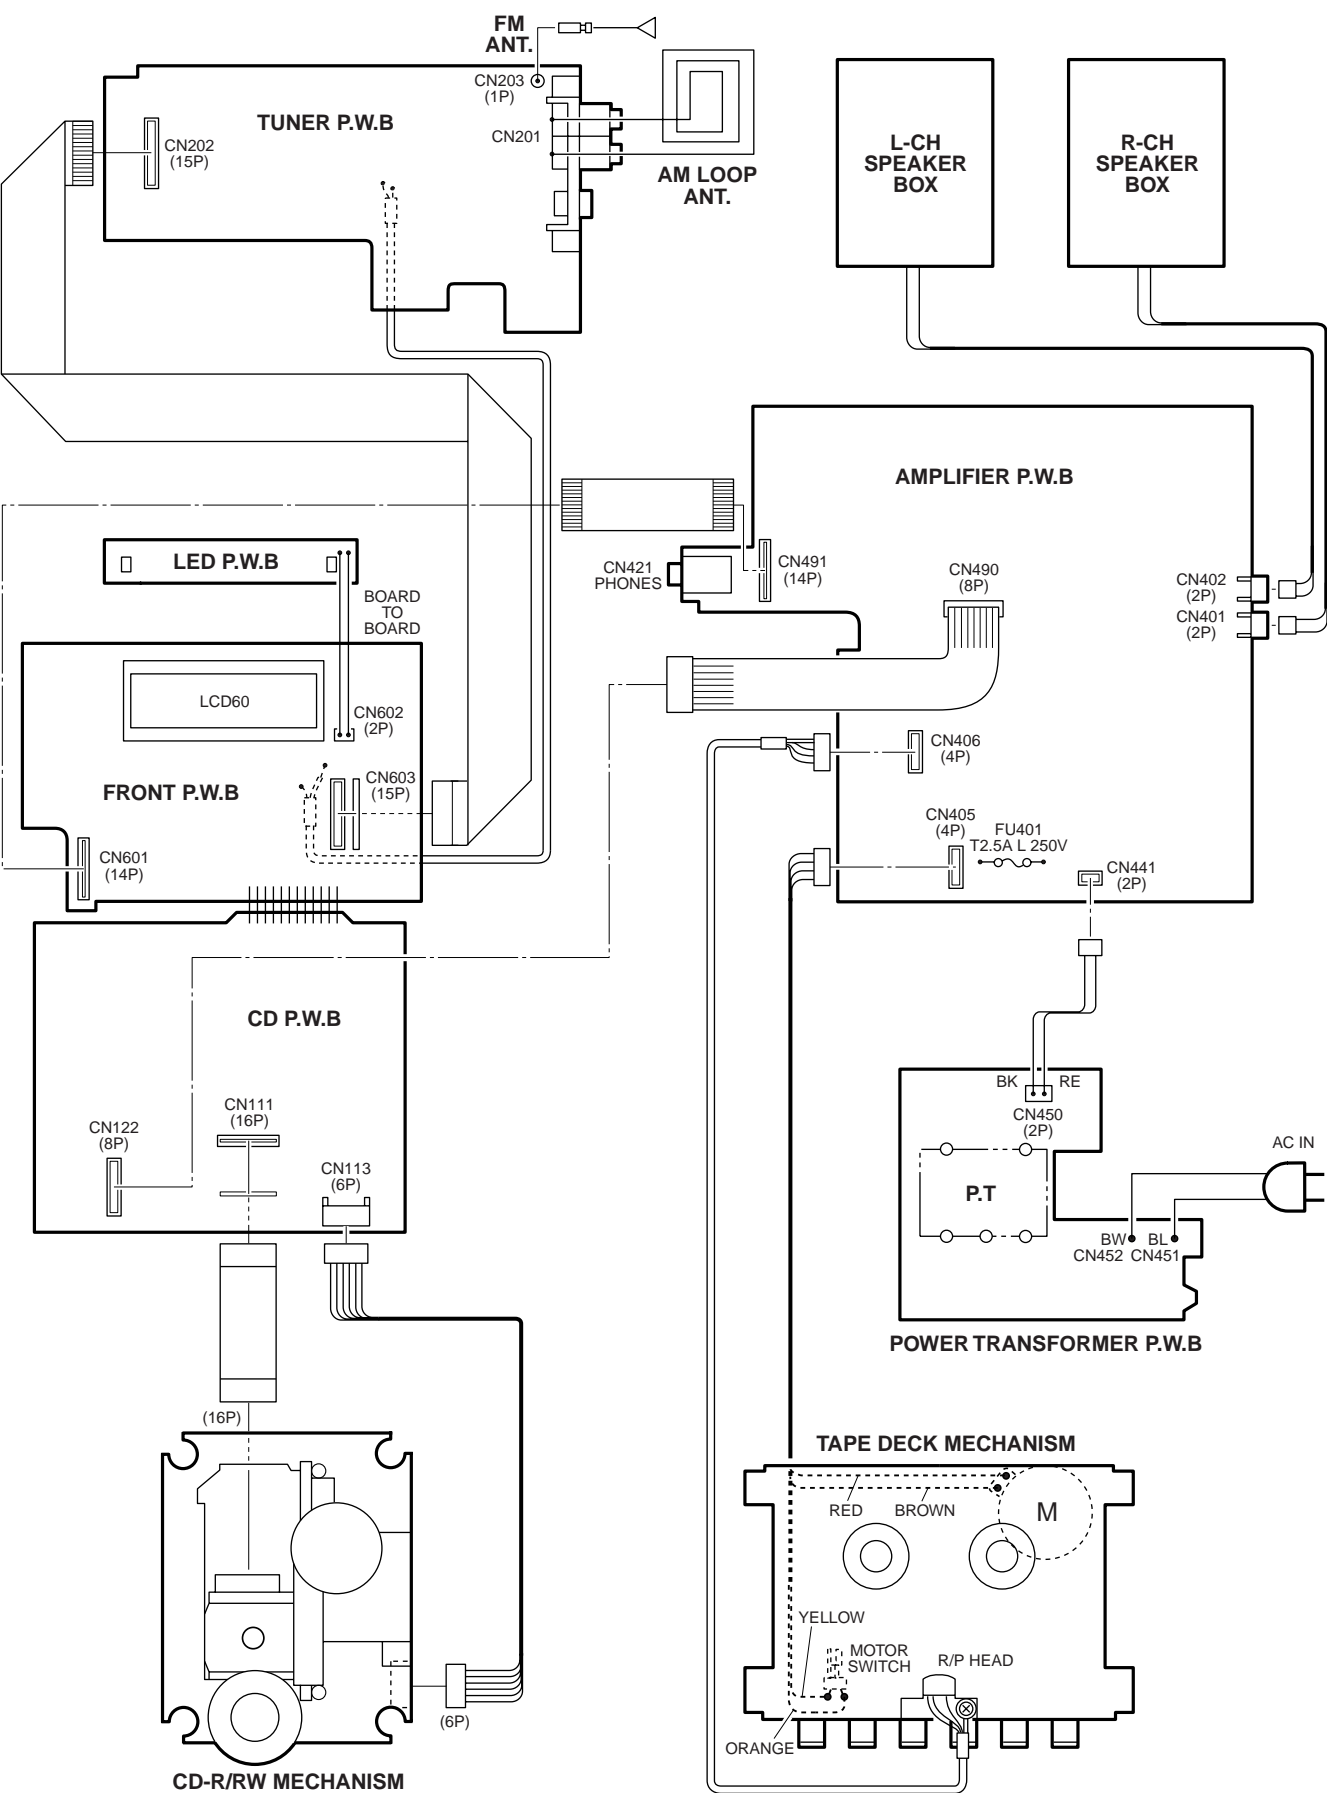 FM
ANT.
CN203
(1P)
TUNER P.W.B
CN201
CN202
(15P)
AM LOOP
ANT.
L-CH
SPEAKER
BOX
R-CH
SPEAKER
BOX
AMPLIFIER P.W.B
LED P.W.B
CN421
PHONES
CN491
(14P)
CN490
(8P)
CN402
(2P)
CN401
(2P)
BOARD
TO
BOARD
LCD60
CN602
(2P)
CN406
(4P)
FRONT P.W.B
CN603
(15P)
CN405
(4P)
FU401
T2.5A L 250V
CN601
(14P)
CN441
(2P)
CD P.W.B
BK
RE
CN450
(2P)
CN111
(16P)
CN122
(8P)
CN113
(6P)
AC IN
P.T
BW
BL
CN452
CN451
POWER TRANSFORMER P.W.B
(16P)
TAPE DECK MECHANISM
RED
BROWN
M
YELLOW
MOTOR
SWITCH
R/P HEAD
(6P)
ORANGE
CD-R/RW MECHANISM